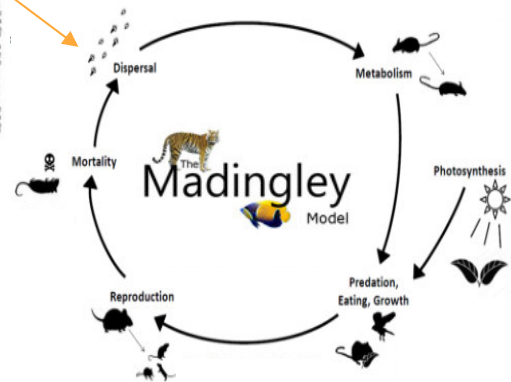 Dispersal
Metabolism
Mortality
The
Madingley
Model
Photosynthesis
Predation,
Eating, Growth
Reproduction